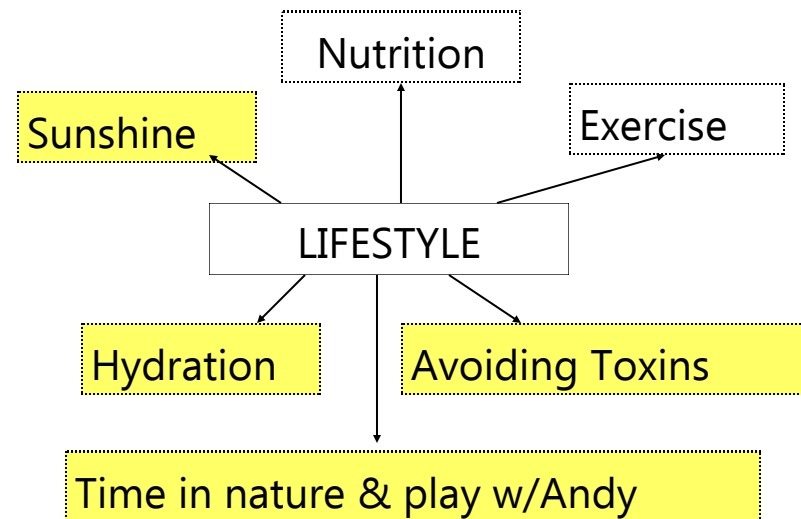 Nutrition
Sunshine
Exercise
LIFESTYLE
Hydration
Avoiding Toxins
Time in nature & play w/Andy